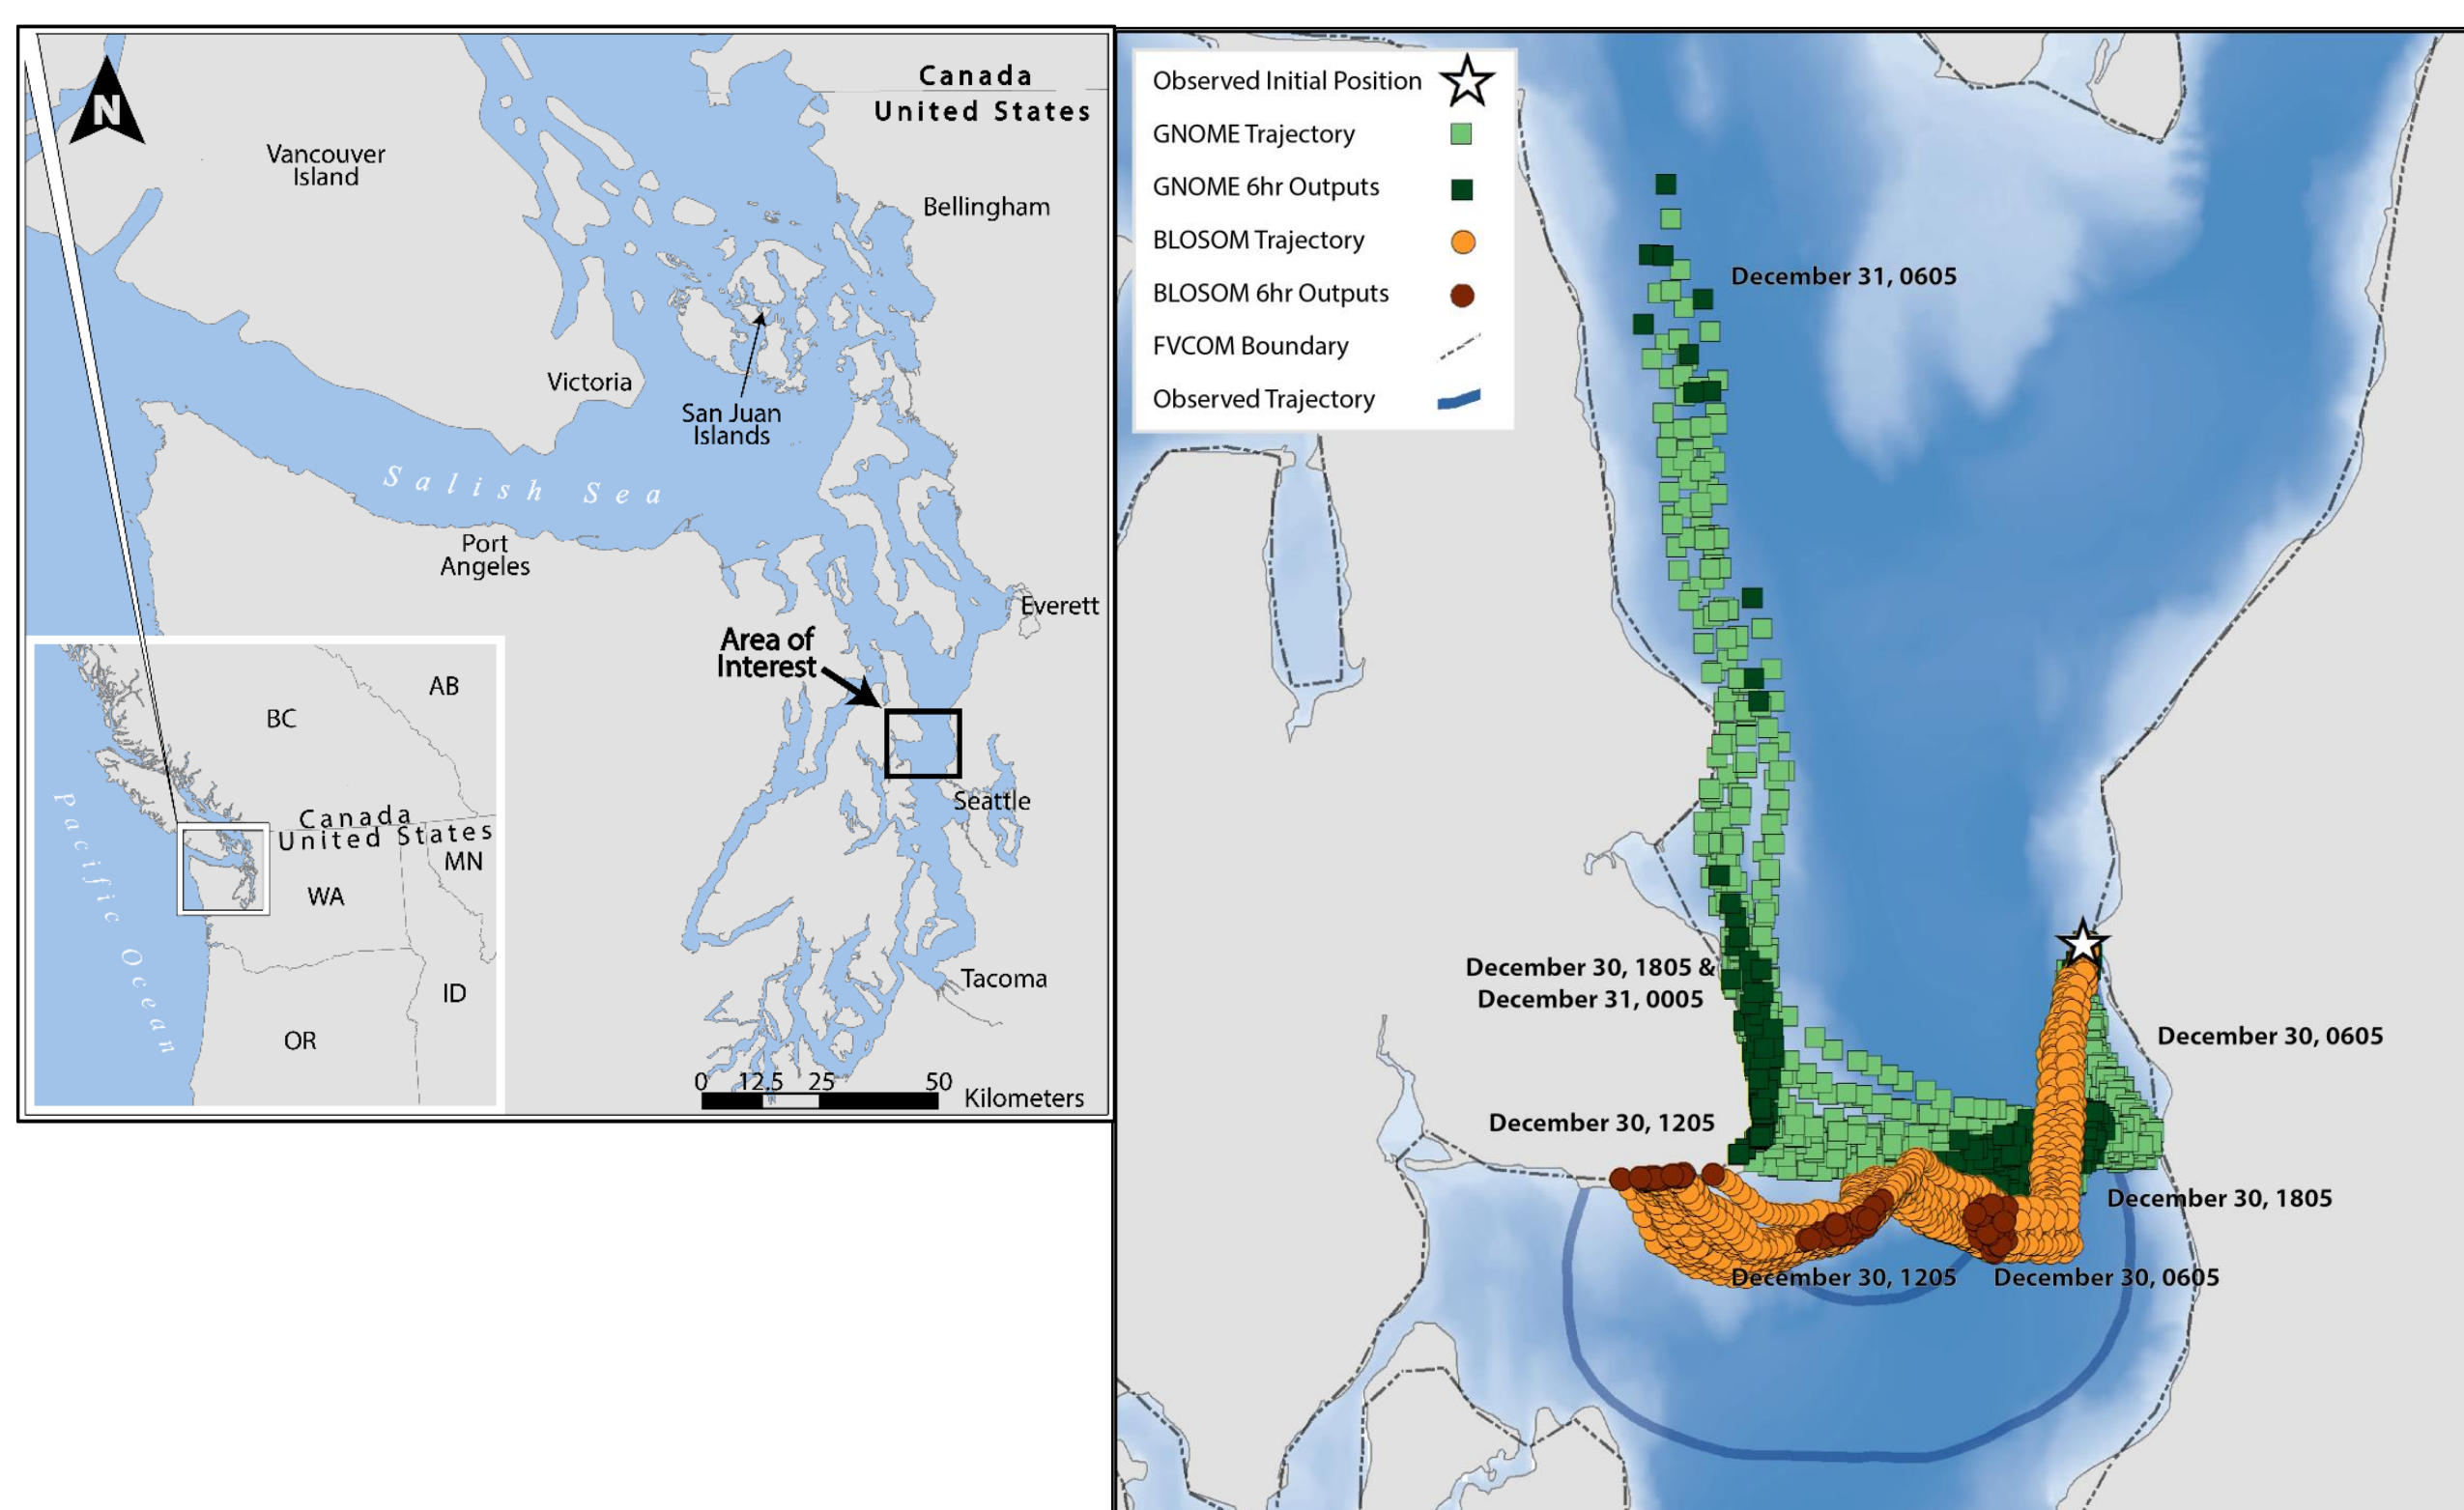 N
Canada
United States
Vancouver
Island
Bellingham
Victoria
San Juan
Islands
Salish Sea
Port
Angeles
Everett
Area of
Interest
Seattle
Tacoma
0 12.5 25 50
Kilometers
AB
BC
Canada
United States
MN
WA
ID
OR
Pacific Ocean
Observed Initial Position
GNOME Trajectory
GNOME 6hr Outputs
BLOSOM Trajectory
BLOSOM 6hr Outputs
FVCOM Boundary
Observed Trajectory
December 31, 0605
December 30, 1805 &
December 31, 0005
December 30, 0605
December 30, 1205
December 30, 1805
December 30, 1205
December 30, 0605